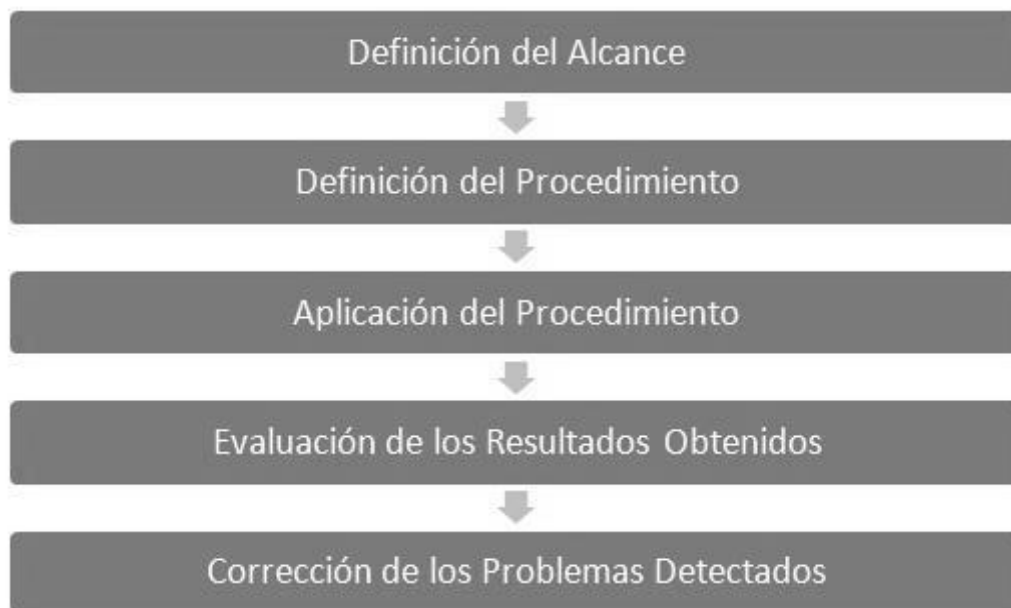 Definición del Alcance
Definición del Procedimiento
Aplicación del Procedimiento
Evaluación de los Resultados Obtenidos
Corrección de los Problemas Detectados